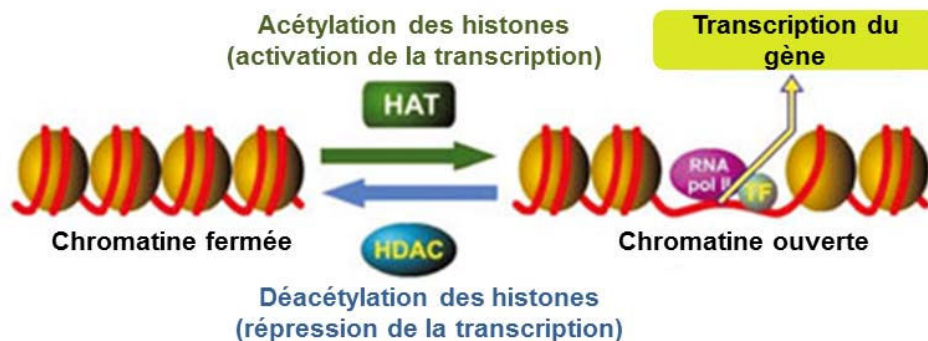 Acétylation des histones
(activation de la transcription)
Transcription du
gène
HAT
RNA
pol II
TF
Chromatine fermée
Chromatine ouverte
HDAC
Déacétylation des histones
(répression de la transcription)